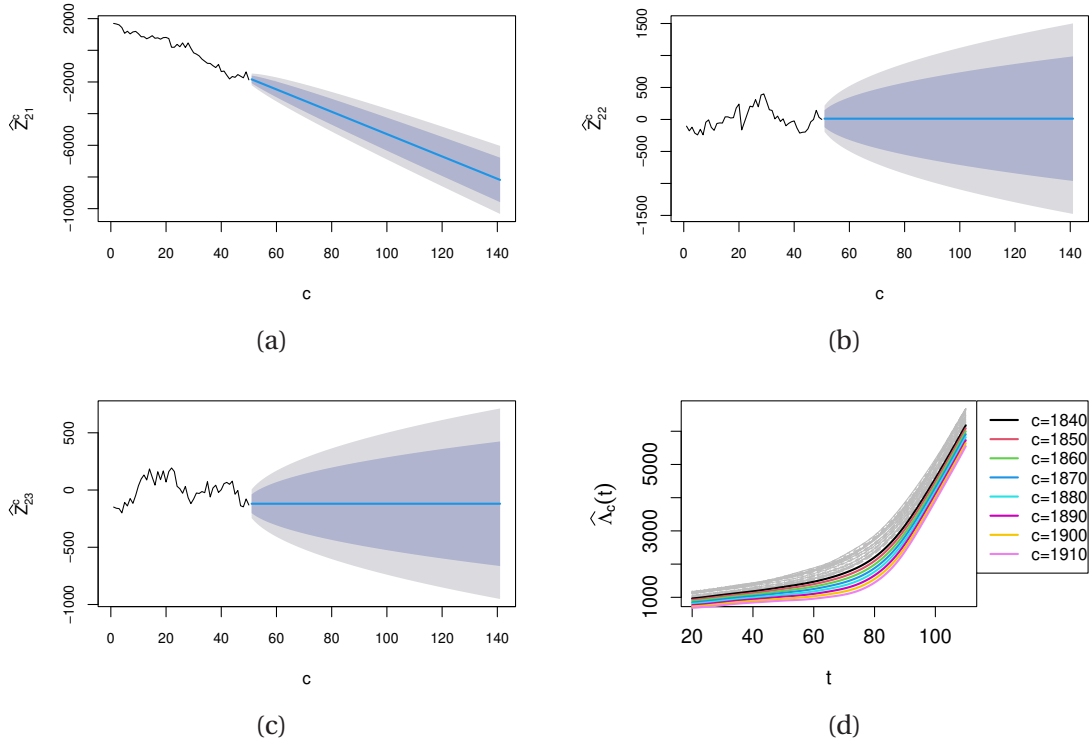 2000
−2000
−6000
−10000
Ẑ^c_21
0 20 40 60 80 100 120 140
c
(a)
1500
500
0
−500
−1500
Ẑ^c_22
0 20 40 60 80 100 120 140
c
(b)
500
0
−500
−1000
Ẑ^c_23
0 20 40 60 80 100 120 140
c
(c)
5000
3000
1000
Λ̂_c(t)
20 40 60 80 100
t
c=1840
c=1850
c=1860
c=1870
c=1880
c=1890
c=1900
c=1910
(d)